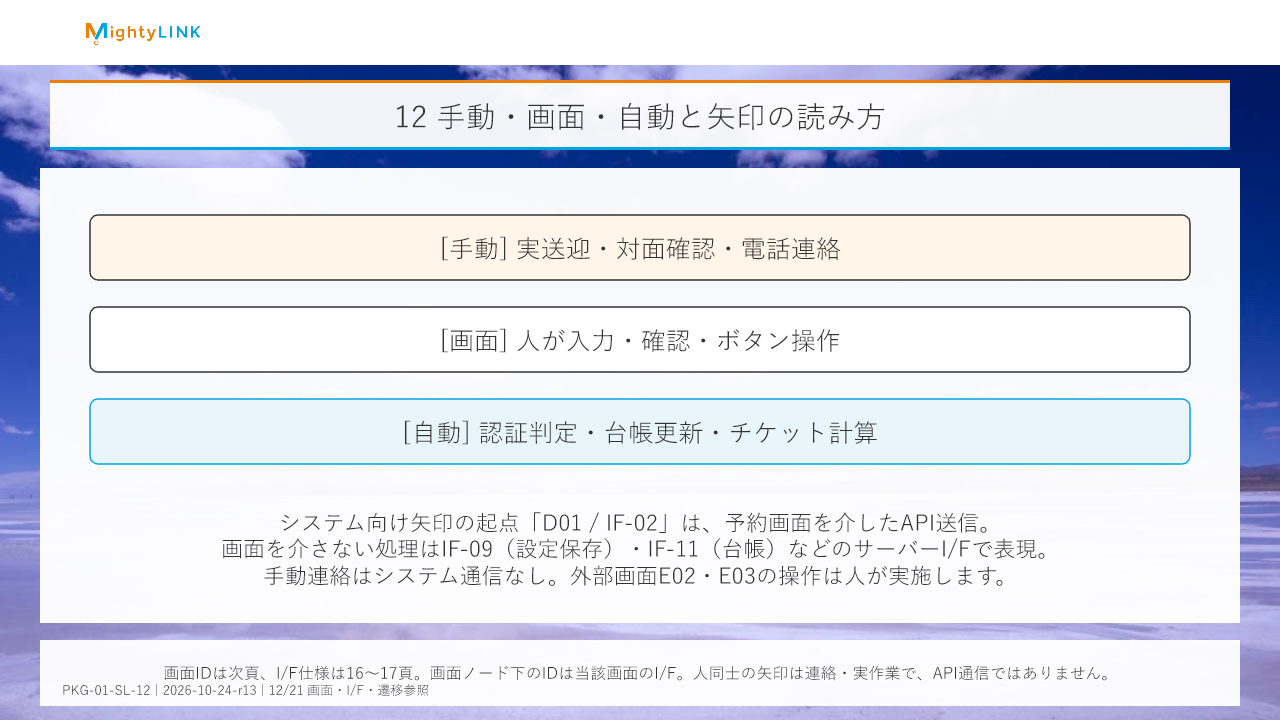 MightyLINK
12 手動・画面・自動と矢印の読み方
[手動] 実送迎・対面確認・電話連絡
[画面] 人が入力・確認・ボタン操作
[自動] 認証判定・台帳更新・チケット計算
システム向け矢印の起点「D01 / IF-02」は、予約画面を介したAPI送信。
画面を介さない処理はIF-09（設定保存）・IF-11（台帳）などのサーバーI/Fで表現。
手動連絡はシステム通信なし。外部画面E02・E03の操作は人が実施します。
画面IDは次頁、I/F仕様は16～17頁。画面ノード下のIDは当該画面のI/F。人同士の矢印は連絡・実作業で、API通信ではありません。
PKG-01-SL-12 | 2026-10-24-r13 | 12/21 画面・I/F・遷移参照